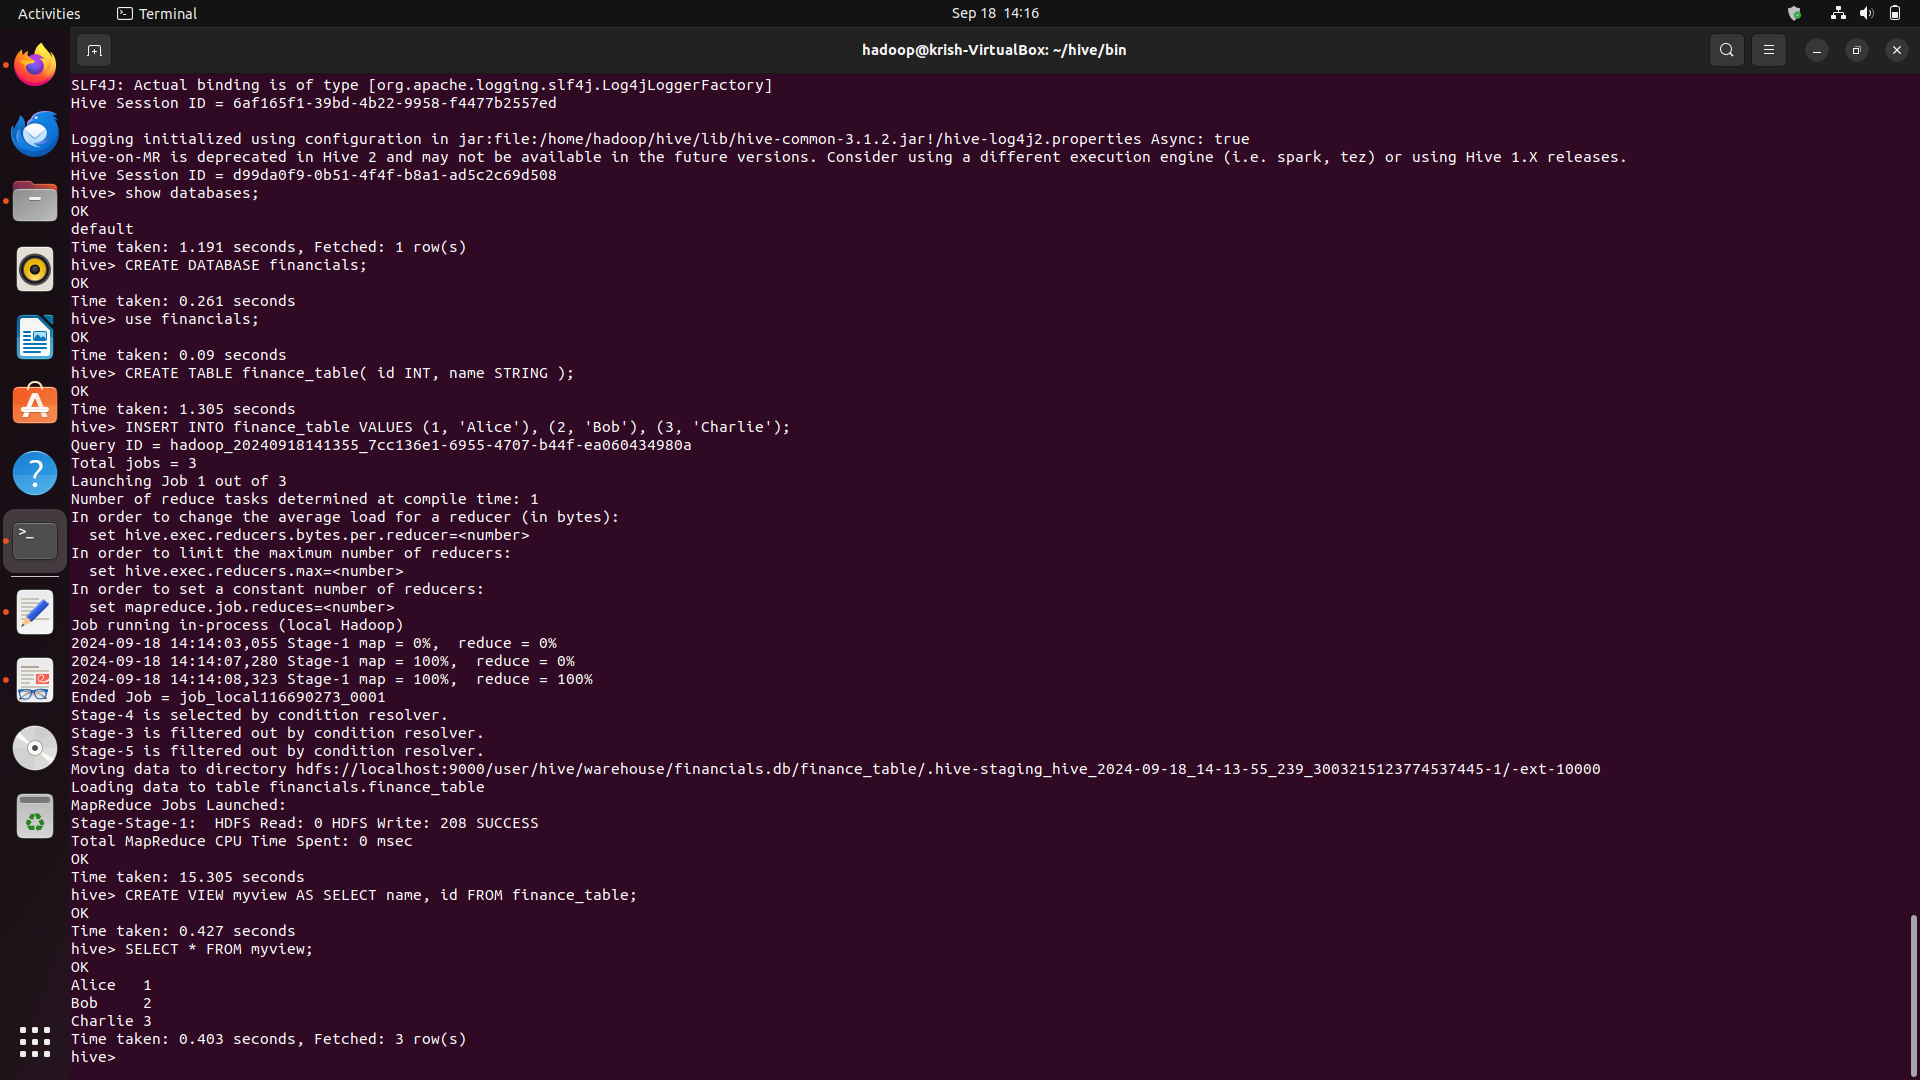 Activities
Terminal
Sep 18 14:16
hadoop@krish-VirtualBox: ~/hive/bin
SLF4J: Actual binding is of type [org.apache.logging.slf4j.Log4jLoggerFactory]
Hive Session ID = 6af165f1-39bd-4b22-9958-f4477b2557ed
Logging initialized using configuration in jar:file:/home/hadoop/hive/lib/hive-common-3.1.2.jar!/hive-log4j2.properties Async: true
Hive-on-MR is deprecated in Hive 2 and may not be available in the future versions. Consider using a different execution engine (i.e. spark, tez) or using Hive 1.X releases.
Hive Session ID = d99da0f9-0b51-4f4f-b8a1-ad5c2c69d508
hive> show databases;
OK
default
Time taken: 1.191 seconds, Fetched: 1 row(s)
hive> CREATE DATABASE financials;
OK
Time taken: 0.261 seconds
hive> use financials;
OK
Time taken: 0.09 seconds
hive> CREATE TABLE finance_table( id INT, name STRING );
OK
Time taken: 1.305 seconds
hive> INSERT INTO finance_table VALUES (1, 'Alice'), (2, 'Bob'), (3, 'Charlie');
Query ID = hadoop_20240918141355_7cc136e1-6955-4707-b44f-ea060434980a
Total jobs = 3
Launching Job 1 out of 3
Number of reduce tasks determined at compile time: 1
In order to change the average load for a reducer (in bytes):
  set hive.exec.reducers.bytes.per.reducer=<number>
In order to limit the maximum number of reducers:
  set hive.exec.reducers.max=<number>
In order to set a constant number of reducers:
  set mapreduce.job.reduces=<number>
Job running in-process (local Hadoop)
2024-09-18 14:14:03,055 Stage-1 map = 0%,  reduce = 0%
2024-09-18 14:14:07,280 Stage-1 map = 100%,  reduce = 0%
2024-09-18 14:14:08,323 Stage-1 map = 100%,  reduce = 100%
Ended Job = job_local116690273_0001
Stage-4 is selected by condition resolver.
Stage-3 is filtered out by condition resolver.
Stage-5 is filtered out by condition resolver.
Moving data to directory hdfs://localhost:9000/user/hive/warehouse/financials.db/finance_table/.hive-staging_hive_2024-09-18_14-13-55_239_3003215123774537445-1/-ext-10000
Loading data to table financials.finance_table
MapReduce Jobs Launched:
Stage-Stage-1:  HDFS Read: 0 HDFS Write: 208 SUCCESS
Total MapReduce CPU Time Spent: 0 msec
OK
Time taken: 15.305 seconds
hive> CREATE VIEW myview AS SELECT name, id FROM finance_table;
OK
Time taken: 0.427 seconds
hive> SELECT * FROM myview;
OK
Alice   1
Bob     2
Charlie 3
Time taken: 0.403 seconds, Fetched: 3 row(s)
hive>